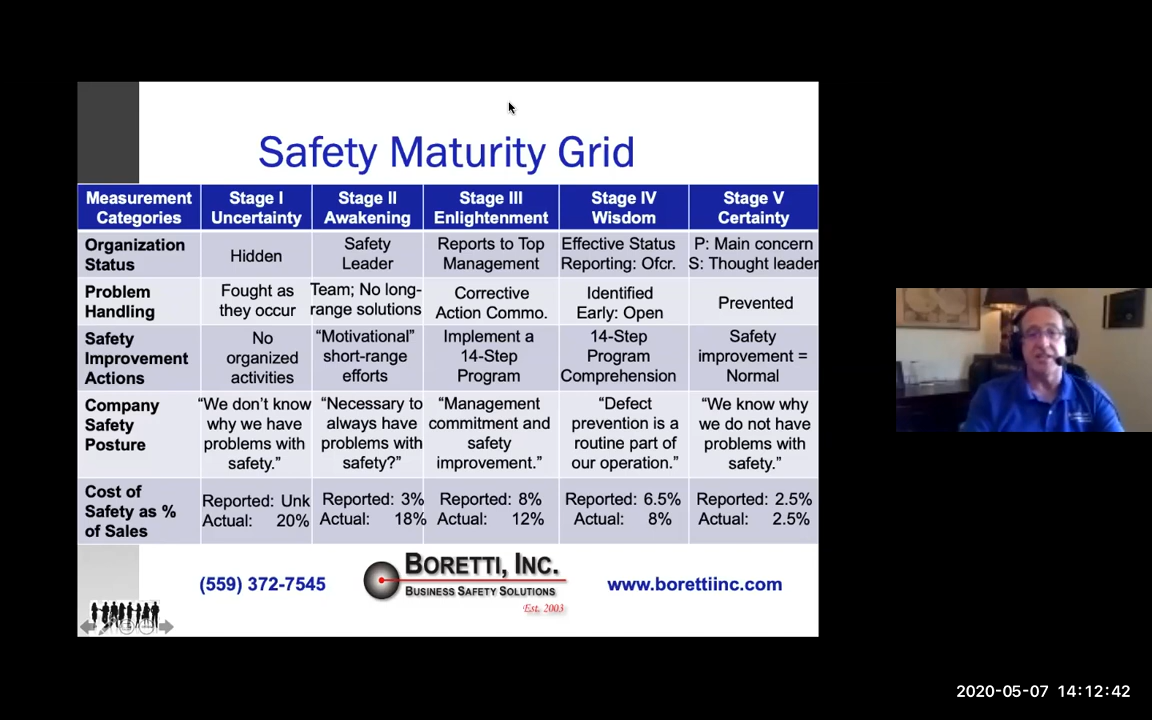 Safety Maturity Grid
Measurement
Categories
Stage I
Uncertainty
Stage II
Awakening
Stage III
Enlightenment
Stage IV
Wisdom
Stage V
Certainty
Organization
Status
Hidden
Safety
Leader
Reports to Top
Management
Effective Status
Reporting: Ofcr.
P: Main concern
S: Thought leader
Problem
Handling
Fought as
they occur
Team; No long-
range solutions
Corrective
Action Commo.
Identified
Early: Open
Prevented
Safety
Improvement
Actions
No
organized
activities
“Motivational”
short-range
efforts
Implement a
14-Step
Program
14-Step
Program
Comprehension
Safety
improvement =
Normal
Company
Safety
Posture
“We don’t know
why we have
problems with
safety.”
“Necessary to
always have
problems with
safety?”
“Management
commitment and
safety
improvement.”
“Defect
prevention is a
routine part of
our operation.”
“We know why
we do not have
problems with
safety.”
Cost of
Safety as %
of Sales
Reported: Unk
Actual: 20%
Reported: 3%
Actual: 18%
Reported: 8%
Actual: 12%
Reported: 6.5%
Actual: 8%
Reported: 2.5%
Actual: 2.5%
(559) 372-7545
BORETTI, INC.
BUSINESS SAFETY SOLUTIONS
Est. 2003
www.borettiinc.com
2020-05-07 14:12:42